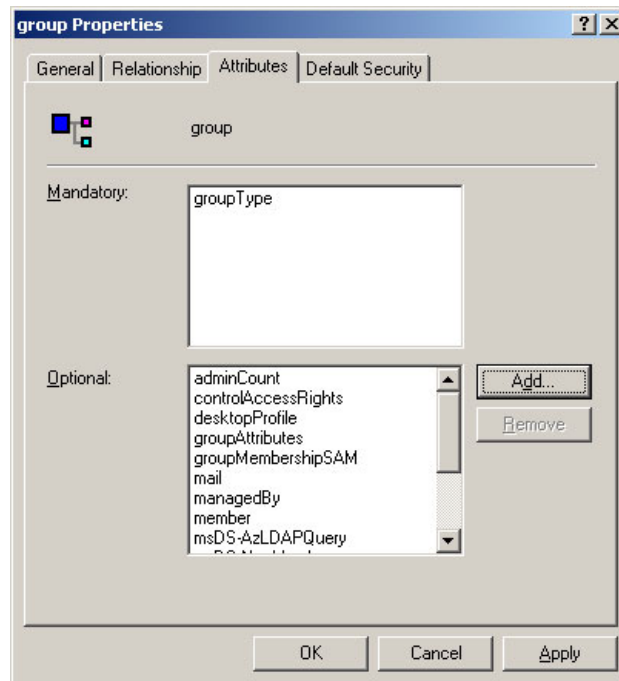 group Properties
?
General
Relationship
Attributes
Default Security
group
Mandatory:
groupType
Optional:
adminCount
controlAccessRights
desktopProfile
groupAttributes
groupMembershipSAM
mail
managedBy
member
msDS-AzLDAPQuery
Add...
Remove
OK
Cancel
Apply